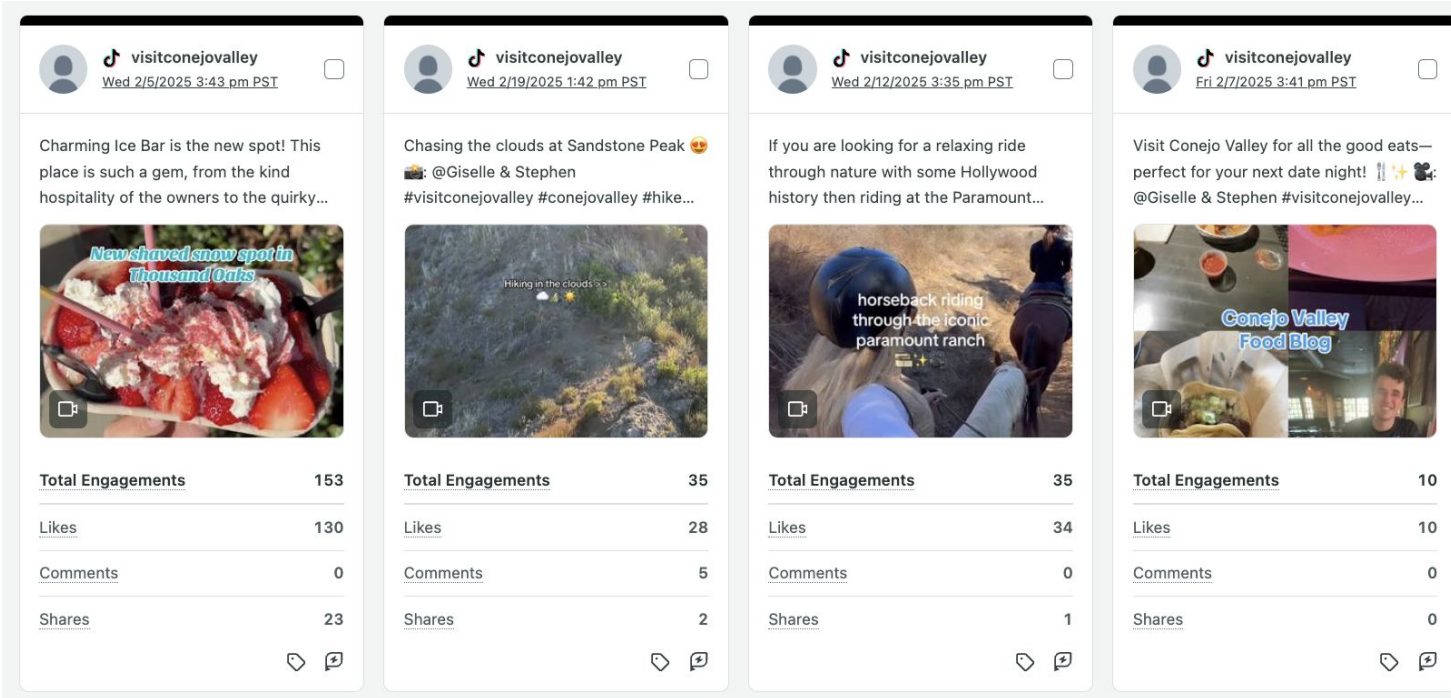 visitconejovalley
Wed 2/5/2025 3:43 pm PST
Charming Ice Bar is the new spot! This
place is such a gem, from the kind
hospitality of the owners to the quirky...
New shaved snow spot in
Thousand Oaks
Total Engagements 153
Likes 130
Comments 0
Shares 23
visitconejovalley
Wed 2/19/2025 1:42 pm PST
Chasing the clouds at Sandstone Peak 😍
📸: @Giselle & Stephen
#visitconejovalley #conejovalley #hike...
Hiking in the clouds >>
Total Engagements 35
Likes 28
Comments 5
Shares 2
visitconejovalley
Wed 2/12/2025 3:35 pm PST
If you are looking for a relaxing ride
through nature with some Hollywood
history then riding at the Paramount...
horseback riding
through the iconic
paramount ranch
Total Engagements 35
Likes 34
Comments 0
Shares 1
visitconejovalley
Fri 2/7/2025 3:41 pm PST
Visit Conejo Valley for all the good eats—
perfect for your next date night! 🍴✨ 🎥:
@Giselle & Stephen #visitconejovalley...
Conejo Valley
Food Blog
Total Engagements 10
Likes 10
Comments 0
Shares 0